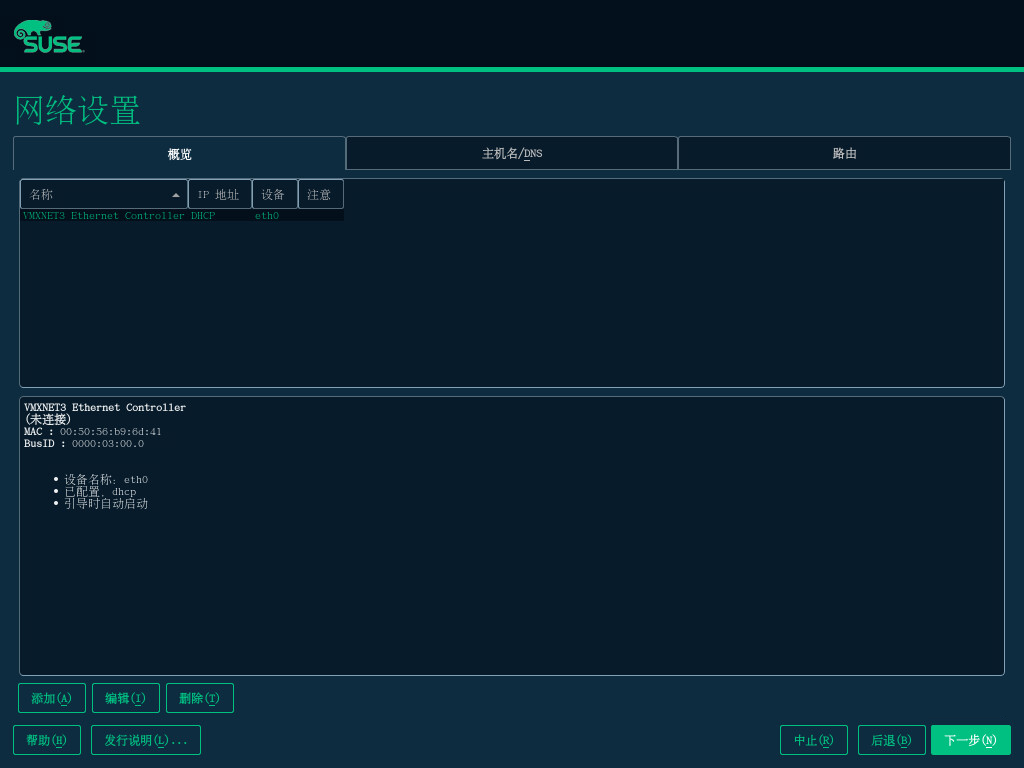 SUSE
网络设置
概览 主机名/DNS 路由
名称 IP 地址 设备 注意
VMXNET3 Ethernet Controller DHCP eth0
VMXNET3 Ethernet Controller
(未连接)
MAC : 00:50:56:b9:6d:41
BusID : 0000:03:00.0
• 设备名称: eth0
• 已配置, dhcp
• 引导时自动启动
添加(A) 编辑(I) 删除(T)
帮助(H) 发行说明(L)... 中止(R) 后退(B) 下一步(N)